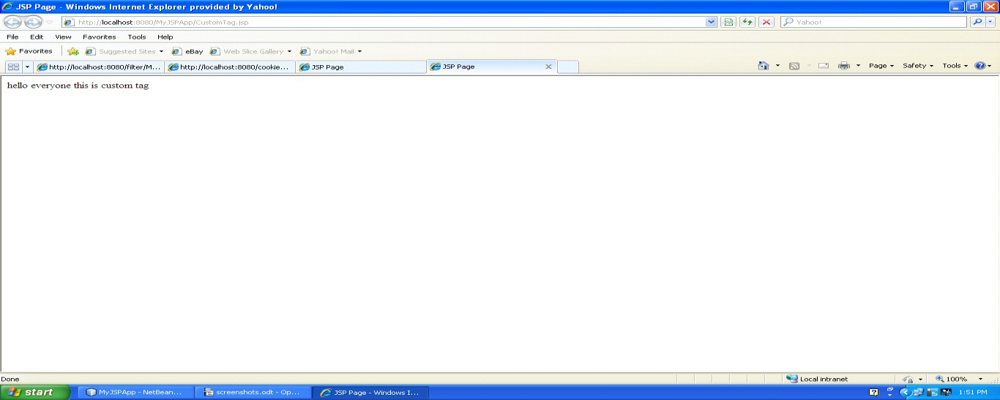 JSP Page - Windows Internet Explorer provided by Yahoo!
http://localhost:8080/MyJSPApp/CustomTag.jsp
Yahoo!
File Edit View Favorites Tools Help
Favorites Suggested Sites eBay Web Slice Gallery Yahoo! Mail
http://localhost:8080/filter/M... http://localhost:8080/cookie... JSP Page JSP Page Page Safety Tools
hello everyone this is custom tag
Done Local intranet 100%
start MyJSPApp - NetBean... screenshots.odt - Op... JSP Page - Windows I... 1:51 PM